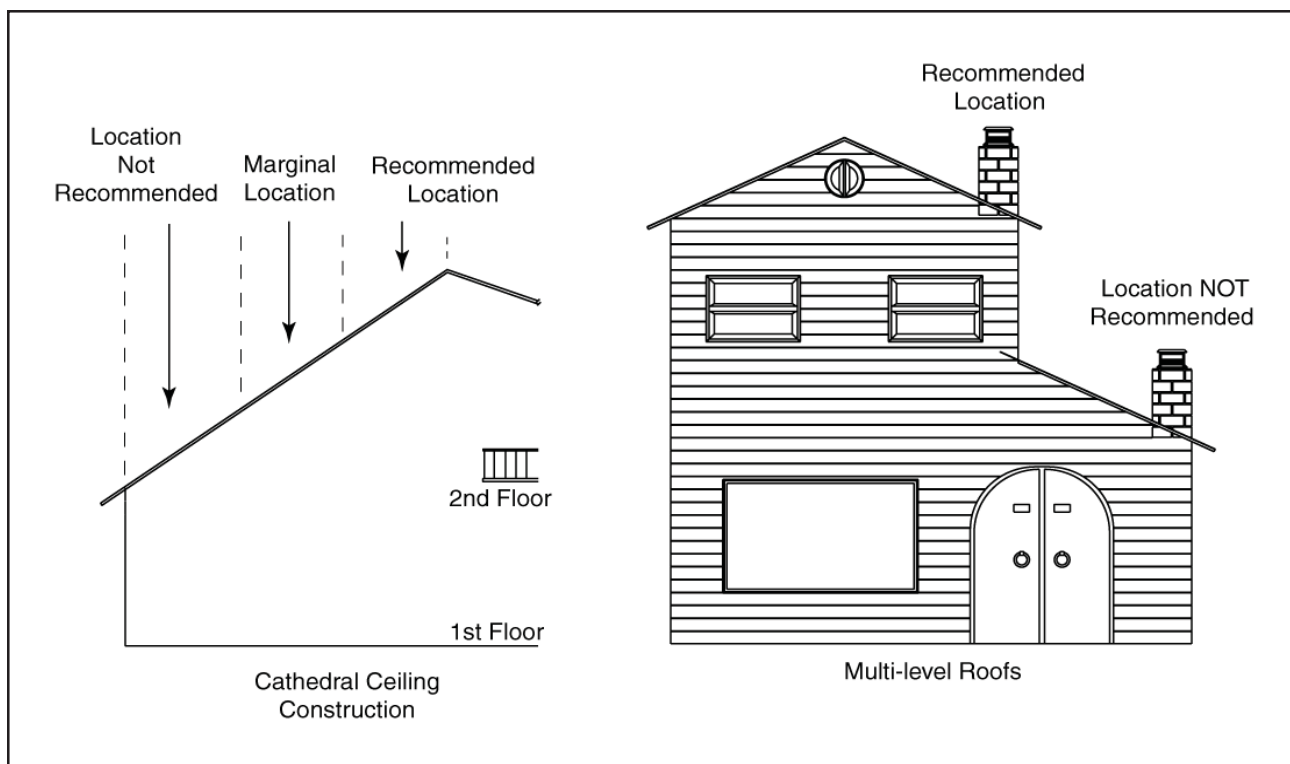 Location
Not
Recommended
Marginal
Location
Recommended
Location
2nd Floor
1st Floor
Cathedral Ceiling
Construction
Recommended
Location
Location NOT
Recommended
Multi-level Roofs